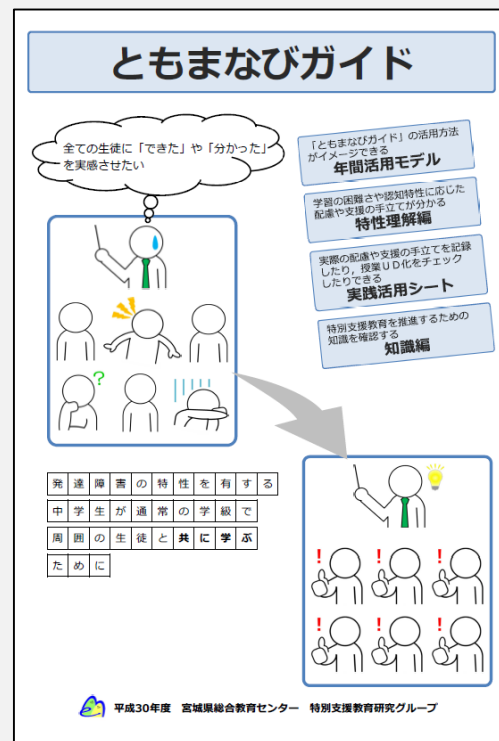 ともまなびガイド
全ての生徒に「できた」や「分かった」
を実感させたい
「ともまなびガイド」の活用方法
がイメージできる
年間活用モデル
学習の困難さや認知特性に応じた
配慮や支援の手立てが分かる
特性理解編
実際の配慮や支援の手立てを記録
したり，授業ＵＤ化をチェック
したりできる
実践活用シート
特別支援教育を推進するための
知識を確認する
知識編
?
発達障害の特性を有する
中学生が通常の学級で
周囲の生徒と共に学ぶ
ために
! ! !
! ! !
平成30年度 宮城県総合教育センター 特別支援教育研究グループ